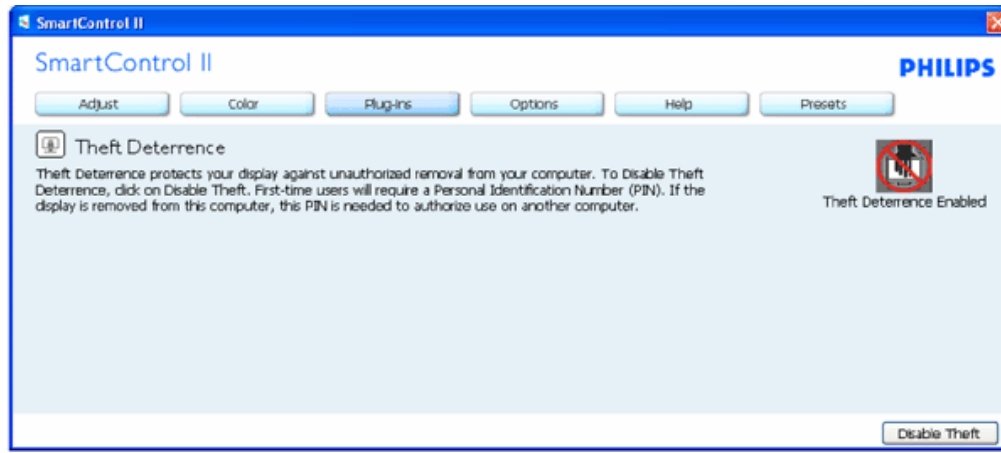 SmartControl II
SmartControl II
PHILIPS
Adjust Color Plug-Ins Options Help Presets
Theft Deterrence
Theft Deterrence protects your display against unauthorized removal from your computer. To Disable Theft
Deterrence, click on Disable Theft. First-time users will require a Personal Identification Number (PIN). If the
display is removed from this computer, this PIN is needed to authorize use on another computer.
Theft Deterrence Enabled
Disable Theft